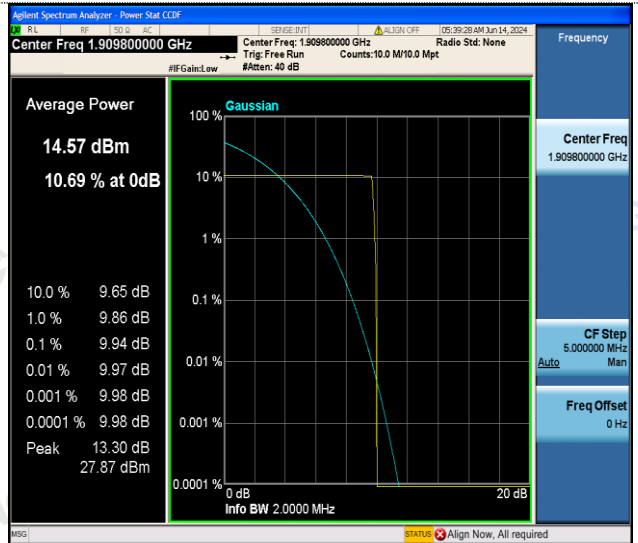 Agilent Spectrum Analyzer - Power Stat CCDF
RL RF 50 Ω AC SENSE:INT ALIGN OFF 05:39:28 AM Jun 14, 2024
Center Freq 1.909800000 GHz
Center Freq: 1.909800000 GHz Radio Std: None
Trig: Free Run Counts:10.0 M/10.0 Mpt
#IFGain:Low #Atten: 40 dB
Frequency
Average Power
14.57 dBm
10.69 % at 0dB
10.0 % 9.65 dB
1.0 % 9.86 dB
0.1 % 9.94 dB
0.01 % 9.97 dB
0.001 % 9.98 dB
0.0001 % 9.98 dB
Peak 13.30 dB
27.87 dBm
Gaussian
100 %
10 %
1 %
0.1 %
0.01 %
0.001 %
0.0001 %
0 dB 20 dB
Info BW 2.0000 MHz
Center Freq
1.909800000 GHz
CF Step
5.000000 MHz
Auto Man
Freq Offset
0 Hz
MSG STATUS Align Now, All required